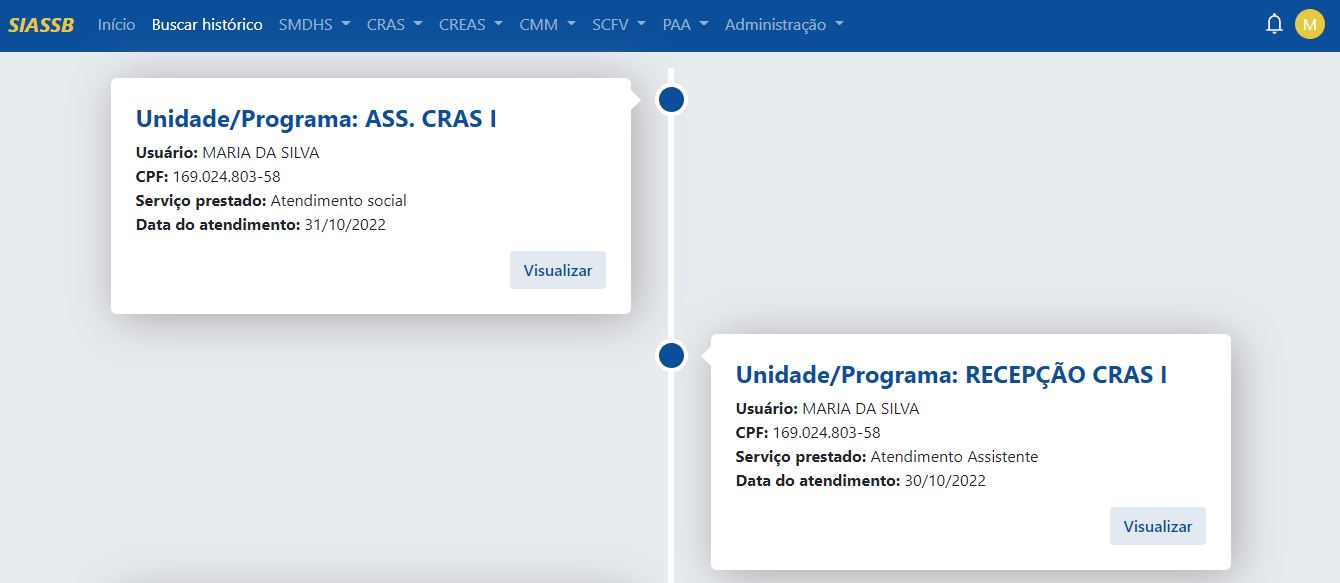 SIASSB Início Buscar histórico SMDHS CRAS CREAS CMM SCFV PAA Administração M
Unidade/Programa: ASS. CRAS I
Usuário: MARIA DA SILVA
CPF: 169.024.803-58
Serviço prestado: Atendimento social
Data do atendimento: 31/10/2022
Visualizar
Unidade/Programa: RECEPÇÃO CRAS I
Usuário: MARIA DA SILVA
CPF: 169.024.803-58
Serviço prestado: Atendimento Assistente
Data do atendimento: 30/10/2022
Visualizar